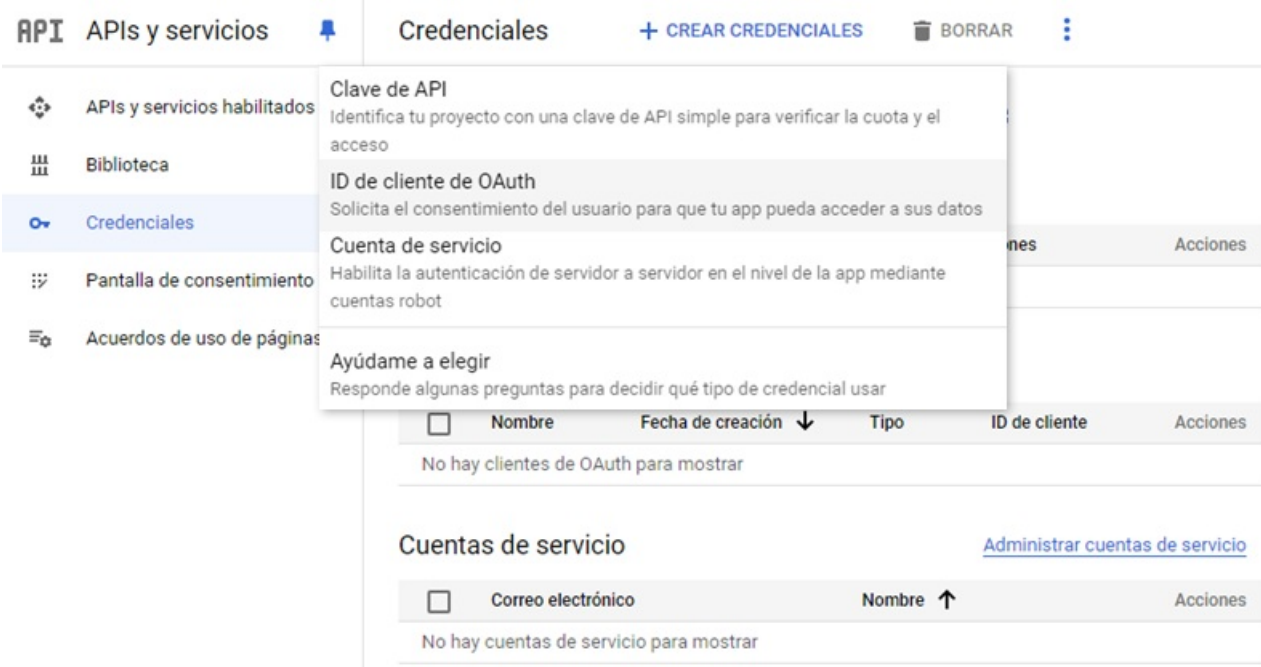 API APIs y servicios
Credenciales
CREAR CREDENCIALES
BORRAR
APIs y servicios habilitados
Biblioteca
Credenciales
Pantalla de consentimiento
Acuerdos de uso de páginas
Clave de API
Identifica tu proyecto con una clave de API simple para verificar la cuota y el
acceso
ID de cliente de OAuth
Solicita el consentimiento del usuario para que tu app pueda acceder a sus datos
Cuenta de servicio
Habilita la autenticación de servidor a servidor en el nivel de la app mediante
cuentas robot
Ayúdame a elegir
Responde algunas preguntas para decidir qué tipo de credencial usar
Acciones
Nombre Fecha de creación Tipo ID de cliente Acciones
No hay clientes de OAuth para mostrar
Cuentas de servicio
Administrar cuentas de servicio
Correo electrónico Nombre Acciones
No hay cuentas de servicio para mostrar